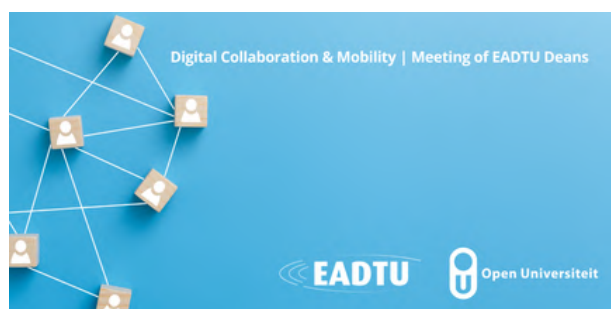 Digital Collaboration & Mobility | Meeting of EADTU Deans
EADTU
Open Universiteit